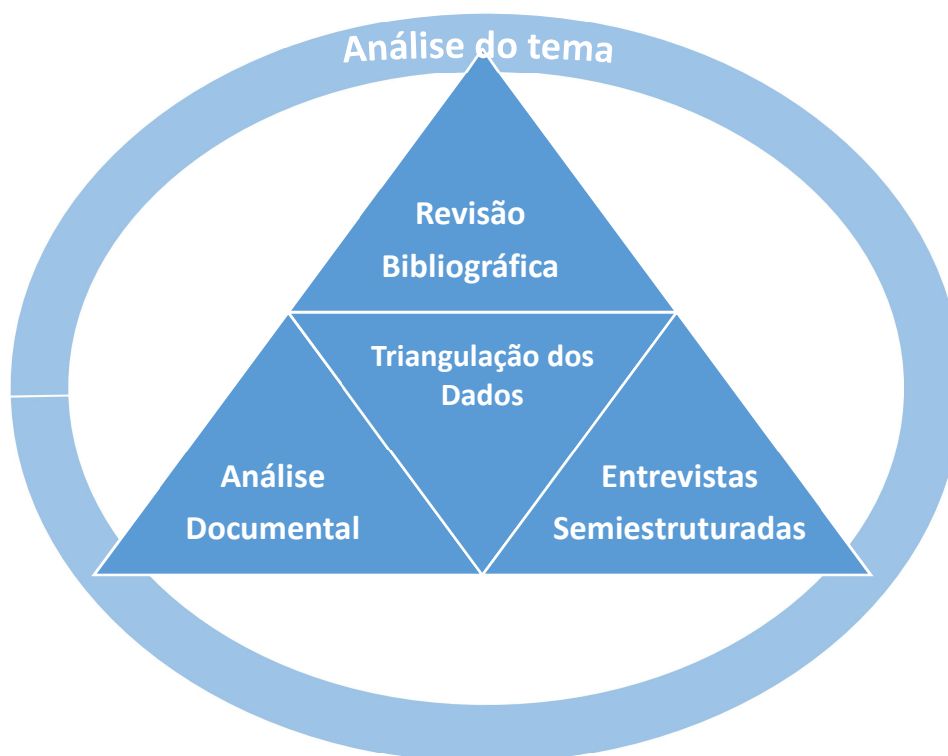 Análise do tema
Revisão
Bibliográfica
Triangulação dos
Dados
Análise
Documental
Entrevistas
Semiestruturadas